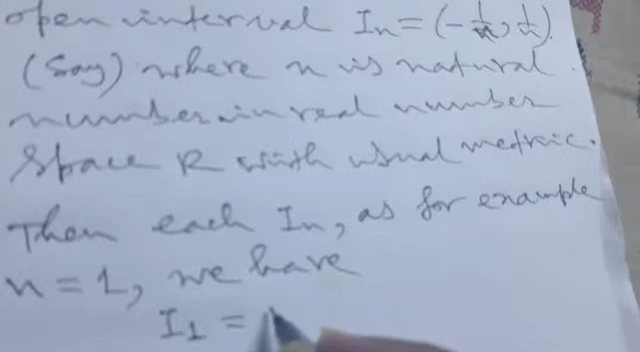 open interval In = (-1/n, 1/n)
(Say) where n is natural
number in real number
space R with usual metric.
Then each In, as for example
n = 1, we have
I1 =